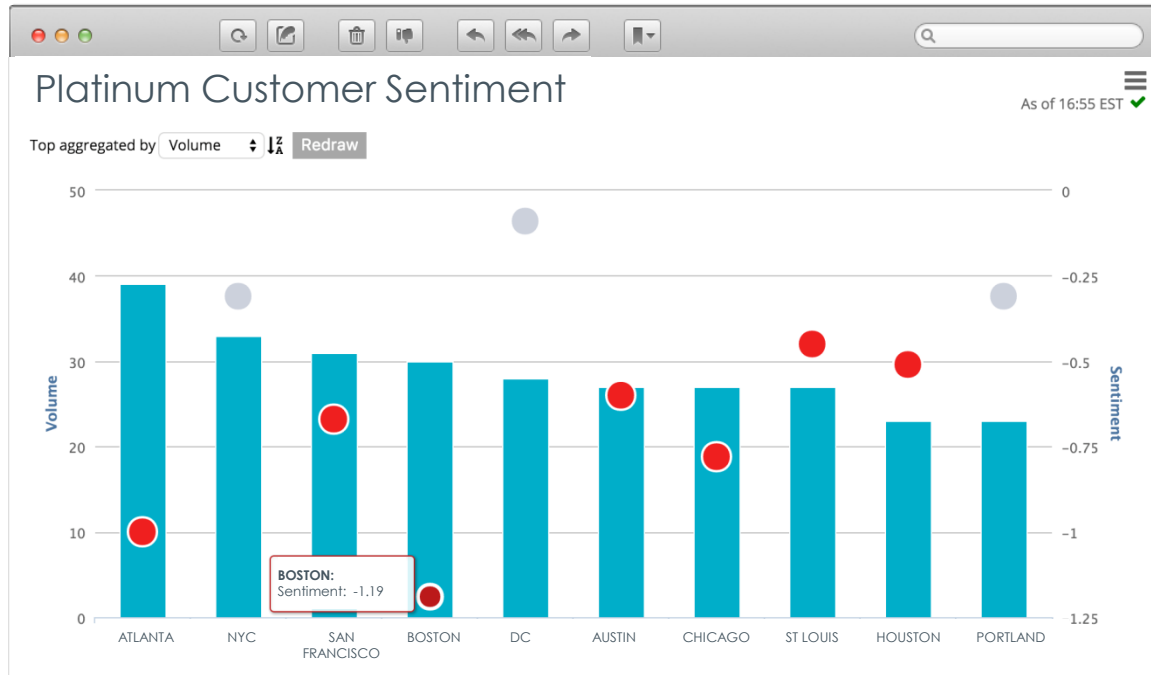 Platinum Customer Sentiment
As of 16:55 EST
Top aggregated by Volume Z A Redraw
50
40
30
20
10
0
Volume
0
-0.25
-0.5
-0.75
-1
-1.25
Sentiment
BOSTON:
Sentiment: -1.19
ATLANTA
NYC
SAN
FRANCISCO
BOSTON
DC
AUSTIN
CHICAGO
ST LOUIS
HOUSTON
PORTLAND